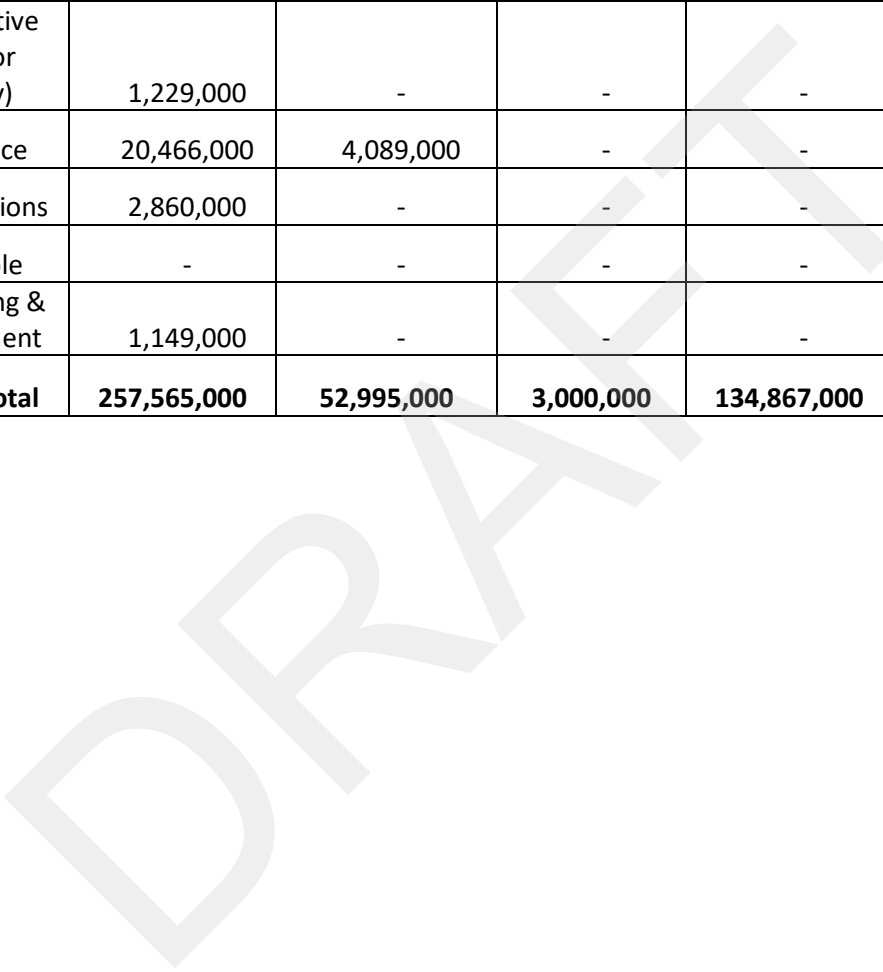 tive
or
y)
1,229,000 - - -
ce 20,466,000 4,089,000 - -
ions 2,860,000 - - -
le - - - -
ng &
ent 1,149,000 - - -
otal 257,565,000 52,995,000 3,000,000 134,867,000
DRAFT